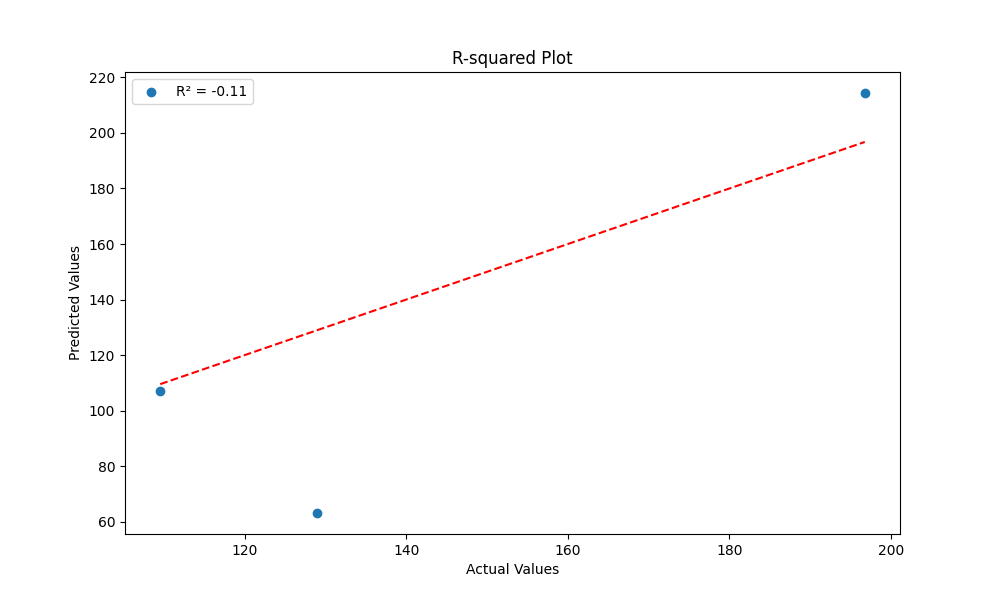 R-squared Plot
R² = -0.11
220
200
180
160
140
120
100
80
60
Predicted Values
120 140 160 180 200
Actual Values